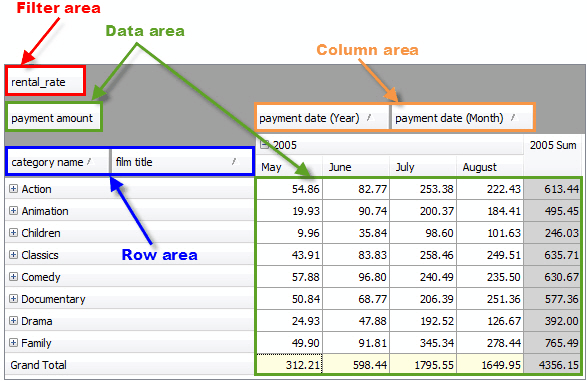 Filter area
Data area
Column area
rental_rate
payment amount
payment date (Year) / payment date (Month) /
2005 2005 Sum
category name / film title /
May June July August
Action 54.86 82.77 253.38 222.43 613.44
Animation 19.93 90.74 200.37 184.41 495.45
Children 9.96 35.84 98.60 101.63 246.03
Classics 43.91 83.83 258.46 249.51 635.71
Row area
Comedy 57.88 96.80 240.49 235.50 630.67
Documentary 50.84 68.77 206.39 251.36 577.36
Drama 24.93 47.88 192.52 126.67 392.00
Family 49.90 91.81 345.34 278.44 765.49
Grand Total 312.21 598.44 1795.55 1649.95 4356.15